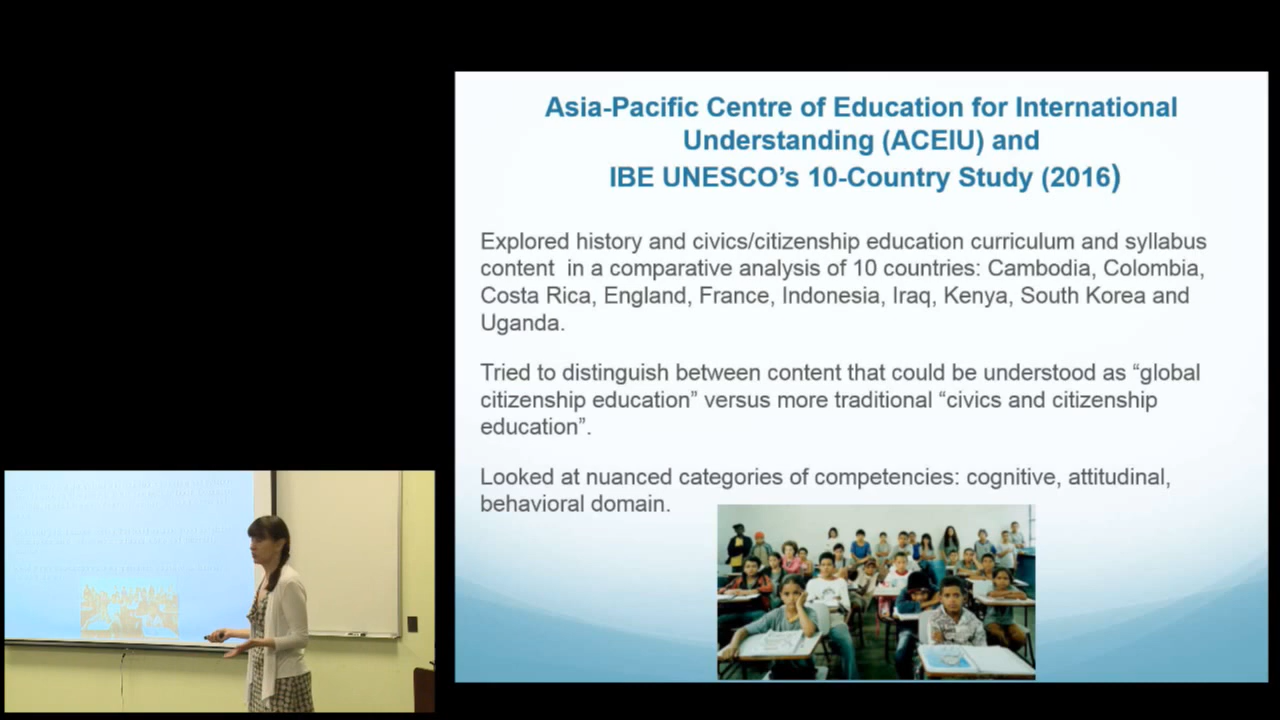 Asia-Pacific Centre of Education for International
Understanding (ACEIU) and
IBE UNESCO’s 10-Country Study (2016)
Explored history and civics/citizenship education curriculum and syllabus
content in a comparative analysis of 10 countries: Cambodia, Colombia,
Costa Rica, England, France, Indonesia, Iraq, Kenya, South Korea and
Uganda.
Tried to distinguish between content that could be understood as “global
citizenship education” versus more traditional “civics and citizenship
education”.
Looked at nuanced categories of competencies: cognitive, attitudinal,
behavioral domain.